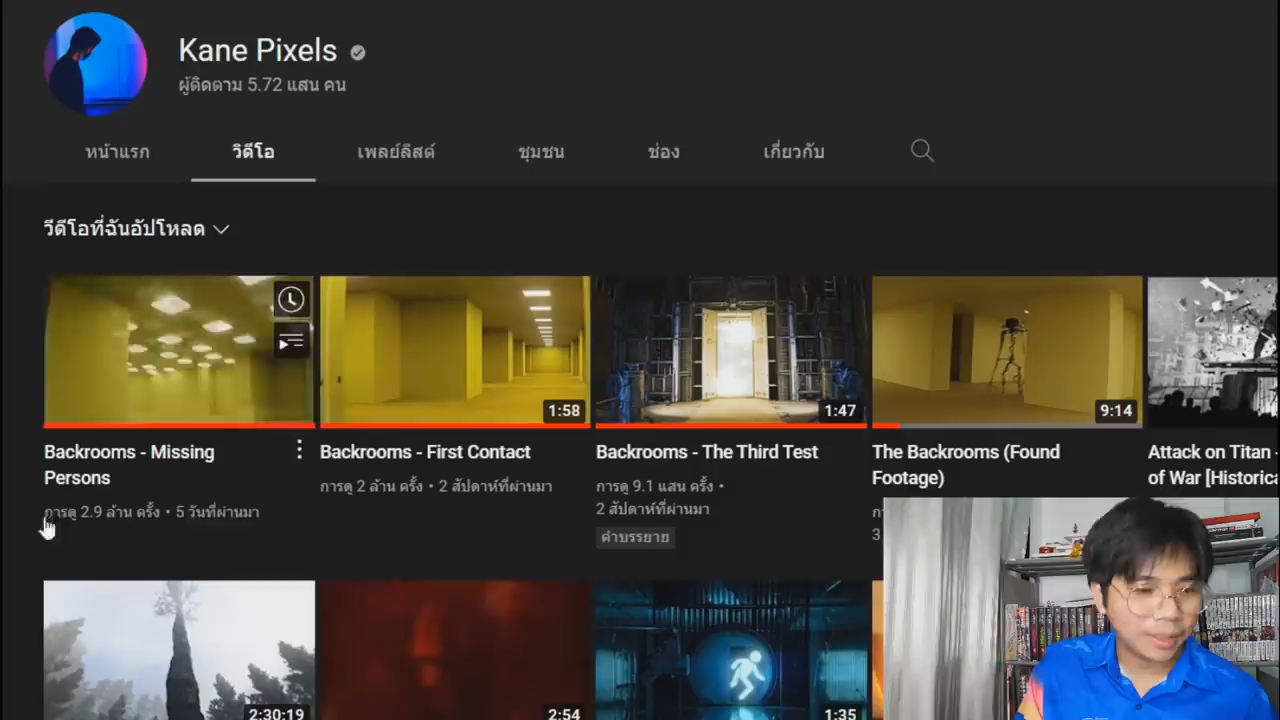 Kane Pixels
ผู้ติดตาม 5.72 แสน คน
หน้าแรก วิดีโอ เพลย์ลิสต์ ชุมชน ช่อง เกี่ยวกับ
วิดีโอที่ฉันอัปโหลด
1:58
1:47
9:14
Backrooms - Missing
Persons
การดู 2.9 ล้าน ครั้ง • 5 วันที่ผ่านมา
Backrooms - First Contact
การดู 2 ล้าน ครั้ง • 2 สัปดาห์ที่ผ่านมา
Backrooms - The Third Test
การดู 9.1 แสน ครั้ง •
2 สัปดาห์ที่ผ่านมา
คำบรรยาย
The Backrooms (Found
Footage)
3
Attack on Titan -
of War [Historica
2:30:19
2:54
1:35